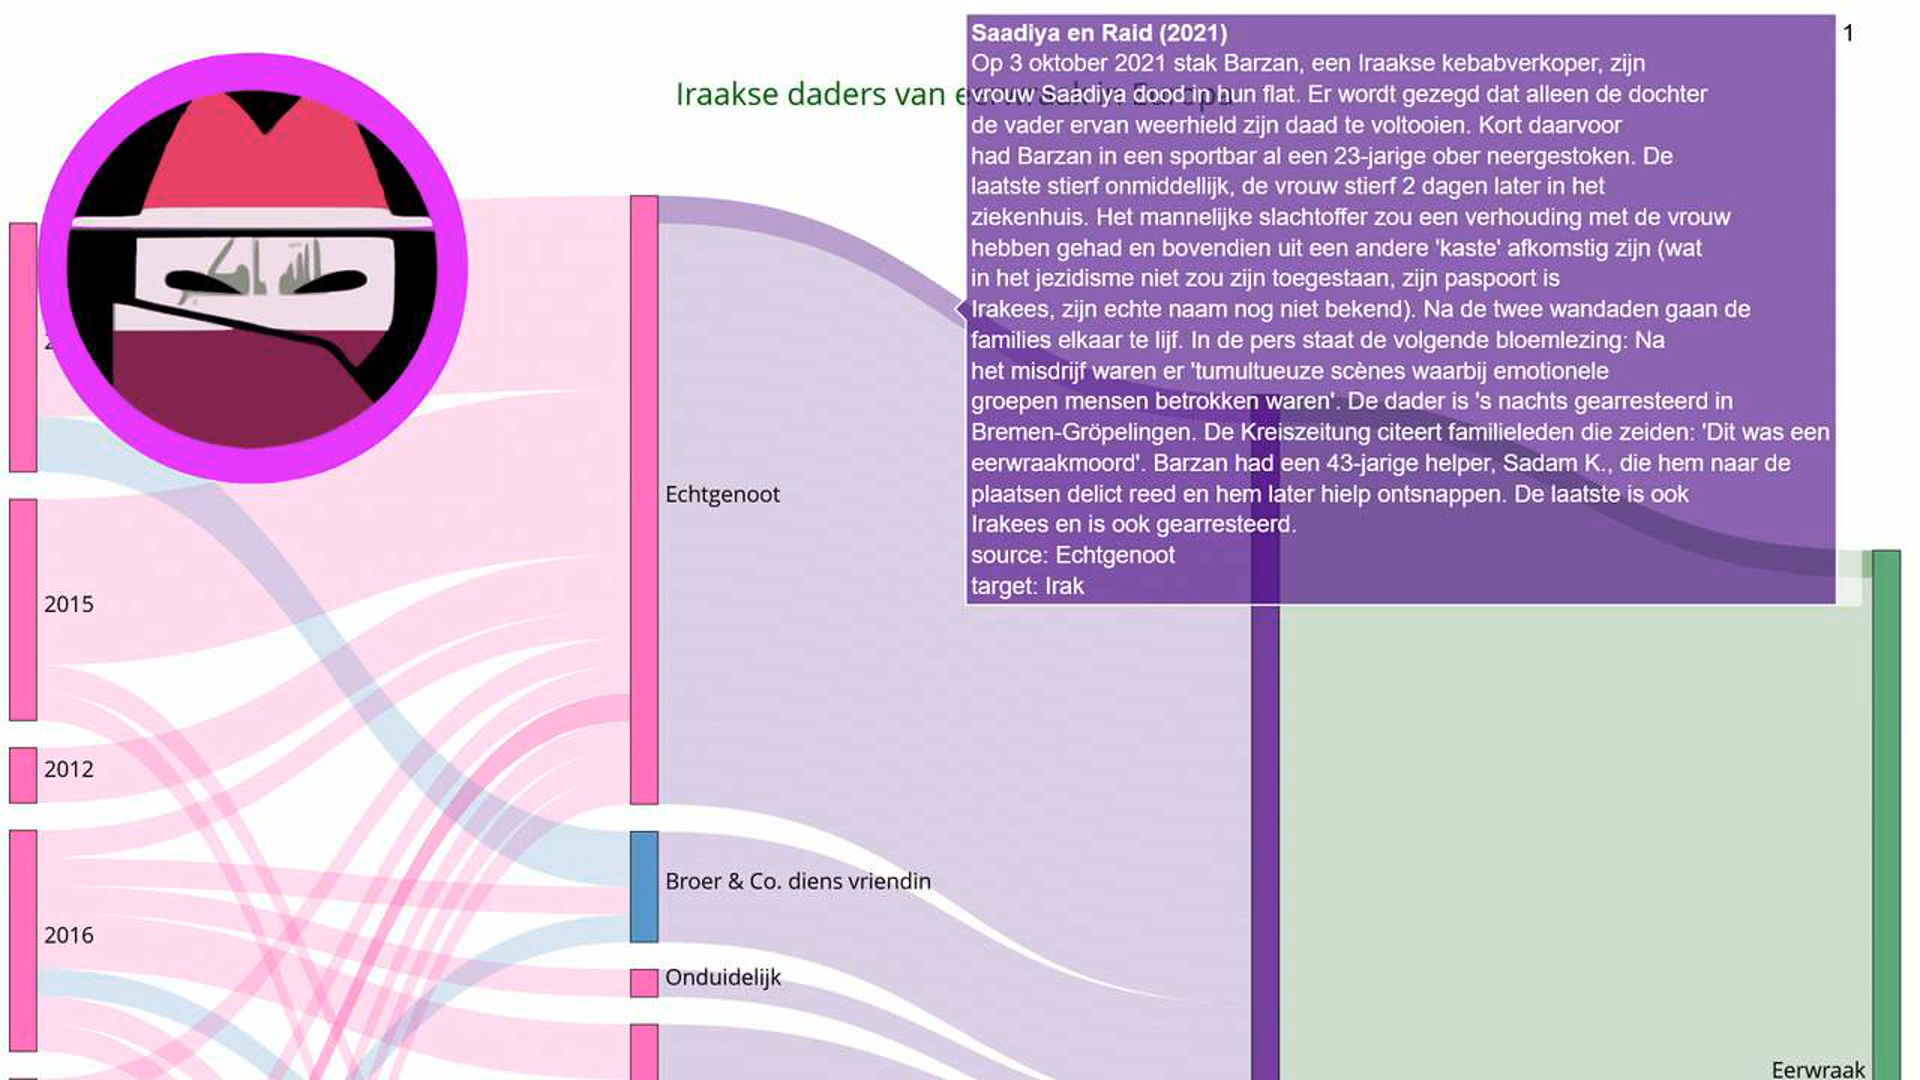 Saadiya en Raid (2021)
1
Op 3 oktober 2021 stak Barzan, een Iraakse kebabverkoper, zijn
Iraakse daders van
vrouw Saadiya dood in hun flat. Er wordt gezegd dat alleen de dochter
de vader ervan weerhield zijn daad te voltooien. Kort daarvoor
had Barzan in een sportbar al een 23-jarige ober neergestoken. De
laatste stierf onmiddellijk, de vrouw stierf 2 dagen later in het
ziekenhuis. Het mannelijke slachtoffer zou een verhouding met de vrouw
hebben gehad en bovendien uit een andere 'kaste' afkomstig zijn (wat
in het jezidisme niet zou zijn toegestaan, zijn paspoort is
Irakees, zijn echte naam nog niet bekend). Na de twee wandaden gaan de
families elkaar te lijf. In de pers staat de volgende bloemlezing: Na
het misdrijf waren er 'tumultueuze scènes waarbij emotionele
groepen mensen betrokken waren'. De dader is 's nachts gearresteerd in
Bremen-Gröpelingen. De Kreiszeitung citeert familieleden die zeiden: 'Dit was een
eerwraakmoord'. Barzan had een 43-jarige helper, Sadam K., die hem naar de
plaatsen delict reed en hem later hielp ontsnappen. De laatste is ook
Irakees en is ook gearresteerd.
source: Echtgenoot
target: Irak
Echtgenoot
2015
2012
Broer & Co. diens vriendin
2016
Onduidelijk
Eerwraak